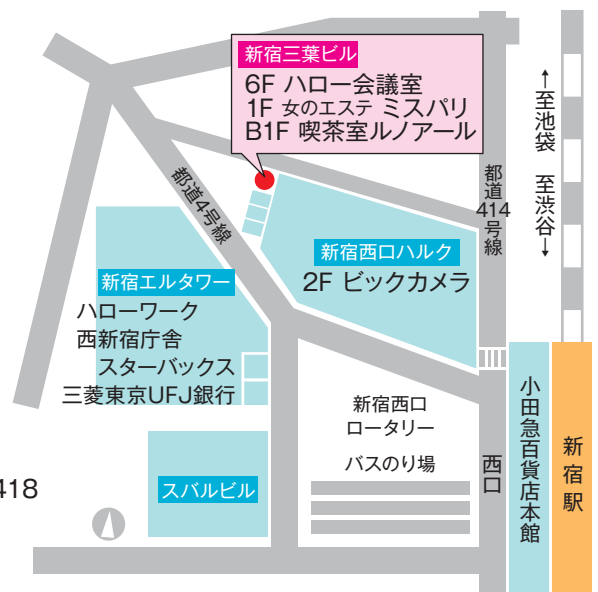 新宿三葉ビル
6F ハロー会議室
1F 女のエステ ミスパリ
B1F 喫茶室ルノアール
←至池袋 至渋谷→
都道414号線
都道4号線
新宿西口ハルク
2F ビックカメラ
新宿エルタワー
ハローワーク
西新宿庁舎
スターバックス
三菱東京UFJ銀行
新宿西口
ロータリー
バスのり場
西口
小田急百貨店本館
新宿駅
スバルビル
418